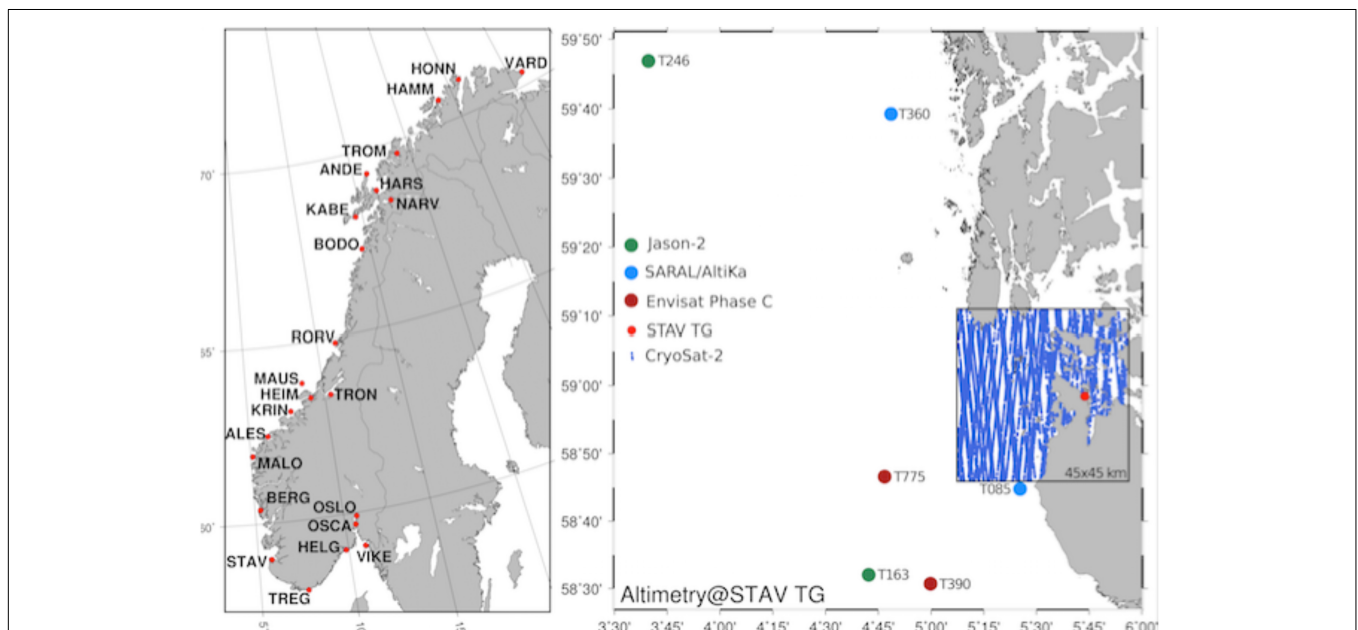 HONN
VARD
HAMM
TROM
ANDE
HARS
KABE
NARV
BODO
RORV
MAUS
HEIM
TRON
KRIN
ALES
MALO
BERG
OSLO
OSCA
HELG
VIKE
STAV
TREG
70˚
65˚
60˚
59˚50'
59˚40'
59˚30'
59˚20'
59˚10'
59˚00'
58˚50'
58˚40'
58˚30'
T246
T360
Jason-2
SARAL/AltiKa
Envisat Phase C
STAV TG
CryoSat-2
45x45 km
T775
T085
T163
T390
Altimetry@STAV TG
3˚30' 3˚45' 4˚00' 4˚15' 4˚30' 4˚45' 5˚00' 5˚15' 5˚30' 5˚45' 6˚00'